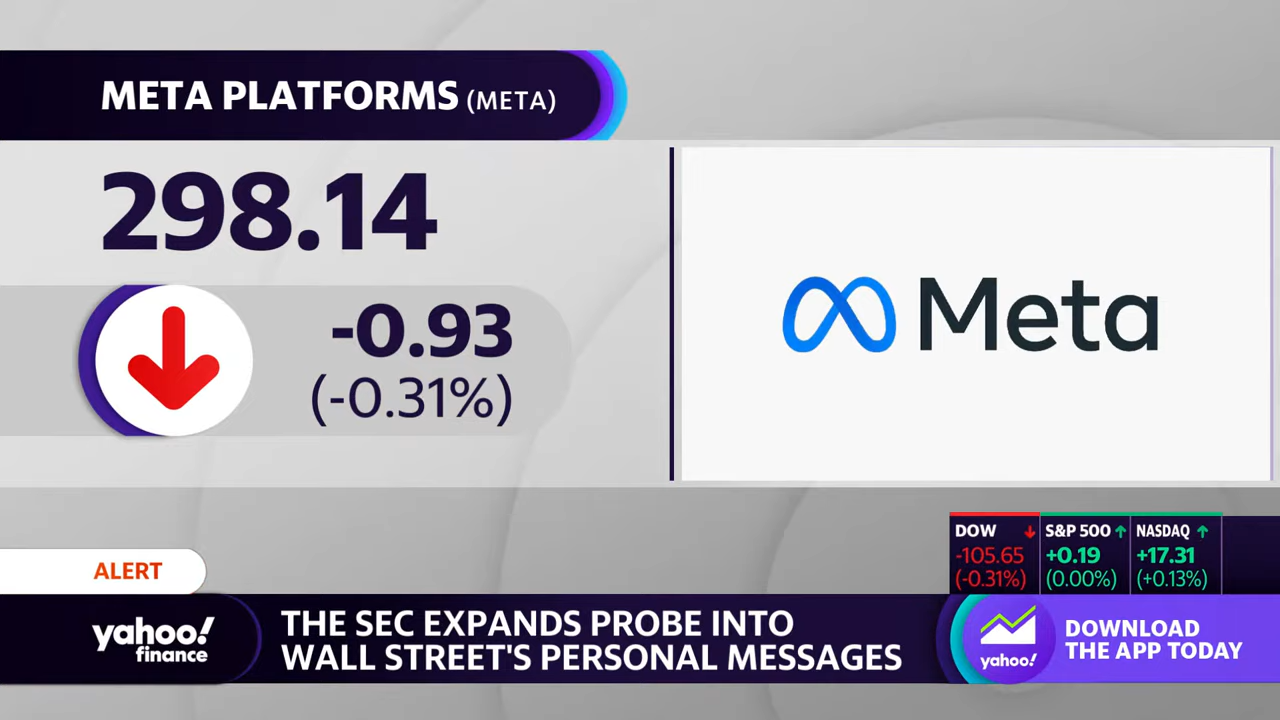 META PLATFORMS (META)
298.14
-0.93
(-0.31%)
Meta
DOW
-105.65
(-0.31%)
S&P 500
+0.19
(0.00%)
NASDAQ
+17.31
(+0.13%)
ALERT
yahoo!
finance
THE SEC EXPANDS PROBE INTO
WALL STREET'S PERSONAL MESSAGES
yahoo!
DOWNLOAD
THE APP TODAY